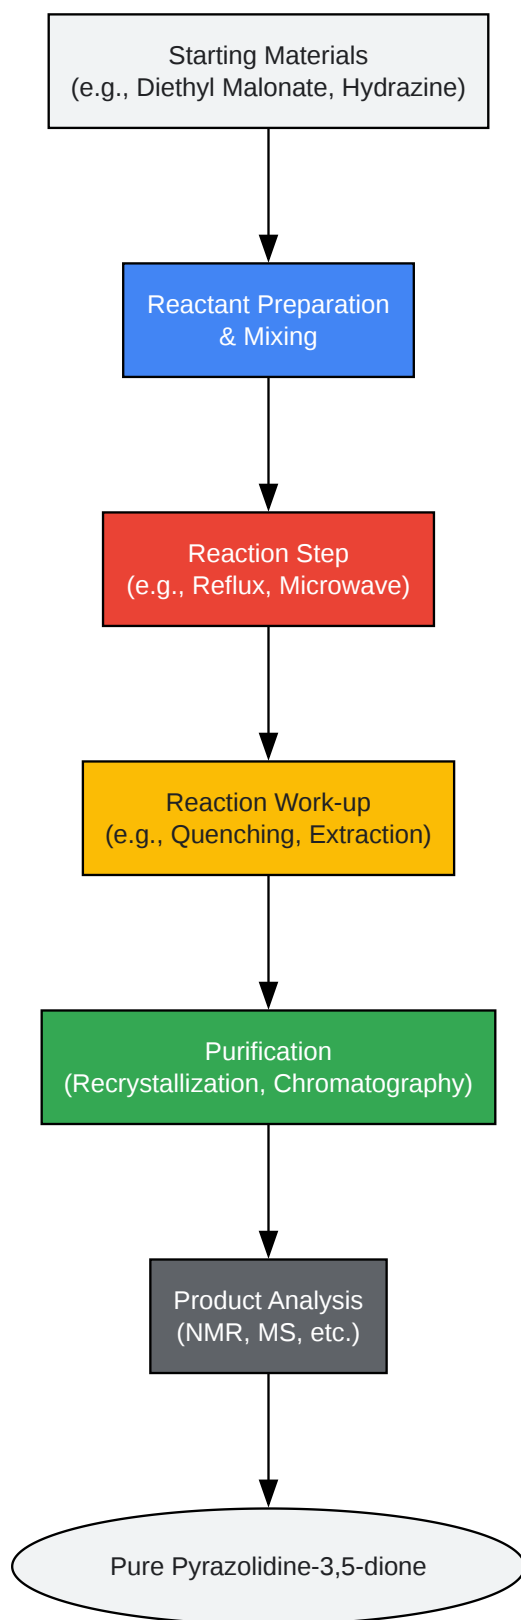 Starting Materials
(e.g., Diethyl Malonate, Hydrazine)
Reactant Preparation
& Mixing
Reaction Step
(e.g., Reflux, Microwave)
Reaction Work-up
(e.g., Quenching, Extraction)
Purification
(Recrystallization, Chromatography)
Product Analysis
(NMR, MS, etc.)
Pure Pyrazolidine-3,5-dione